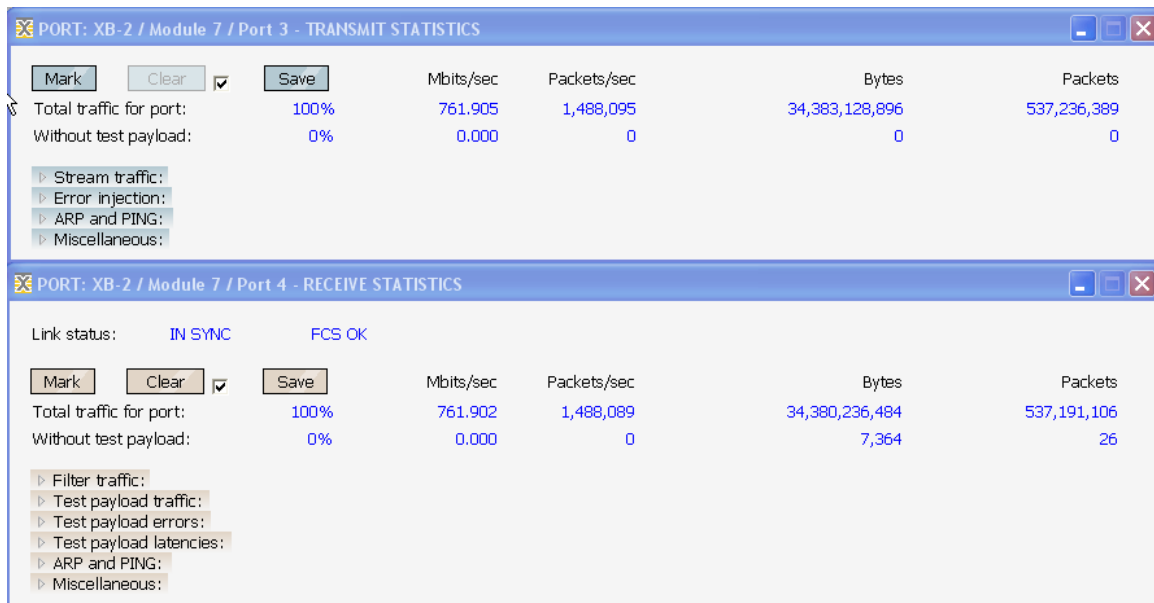 PORT: XB-2 / Module 7 / Port 3 - TRANSMIT STATISTICS
Mark Clear Save Mbits/sec Packets/sec Bytes Packets
Total traffic for port: 100% 761.905 1,488,095 34,383,128,896 537,236,389
Without test payload: 0% 0.000 0 0 0
Stream traffic:
Error injection:
ARP and PING:
Miscellaneous:
PORT: XB-2 / Module 7 / Port 4 - RECEIVE STATISTICS
Link status: IN SYNC FCS OK
Mark Clear Save Mbits/sec Packets/sec Bytes Packets
Total traffic for port: 100% 761.902 1,488,089 34,380,236,484 537,191,106
Without test payload: 0% 0.000 0 7,364 26
Filter traffic:
Test payload traffic:
Test payload errors:
Test payload latencies:
ARP and PING:
Miscellaneous: